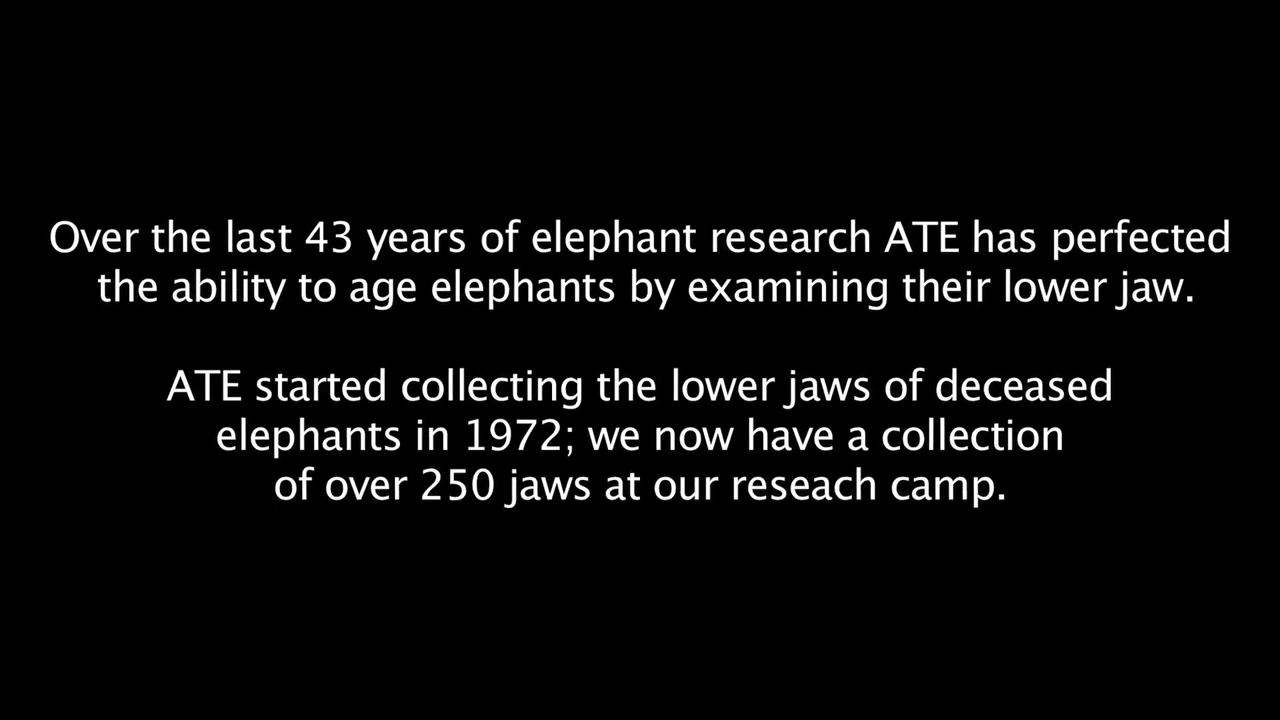 Over the last 43 years of elephant research ATE has perfected
the ability to age elephants by examining their lower jaw.
ATE started collecting the lower jaws of deceased
elephants in 1972; we now have a collection
of over 250 jaws at our reseach camp.